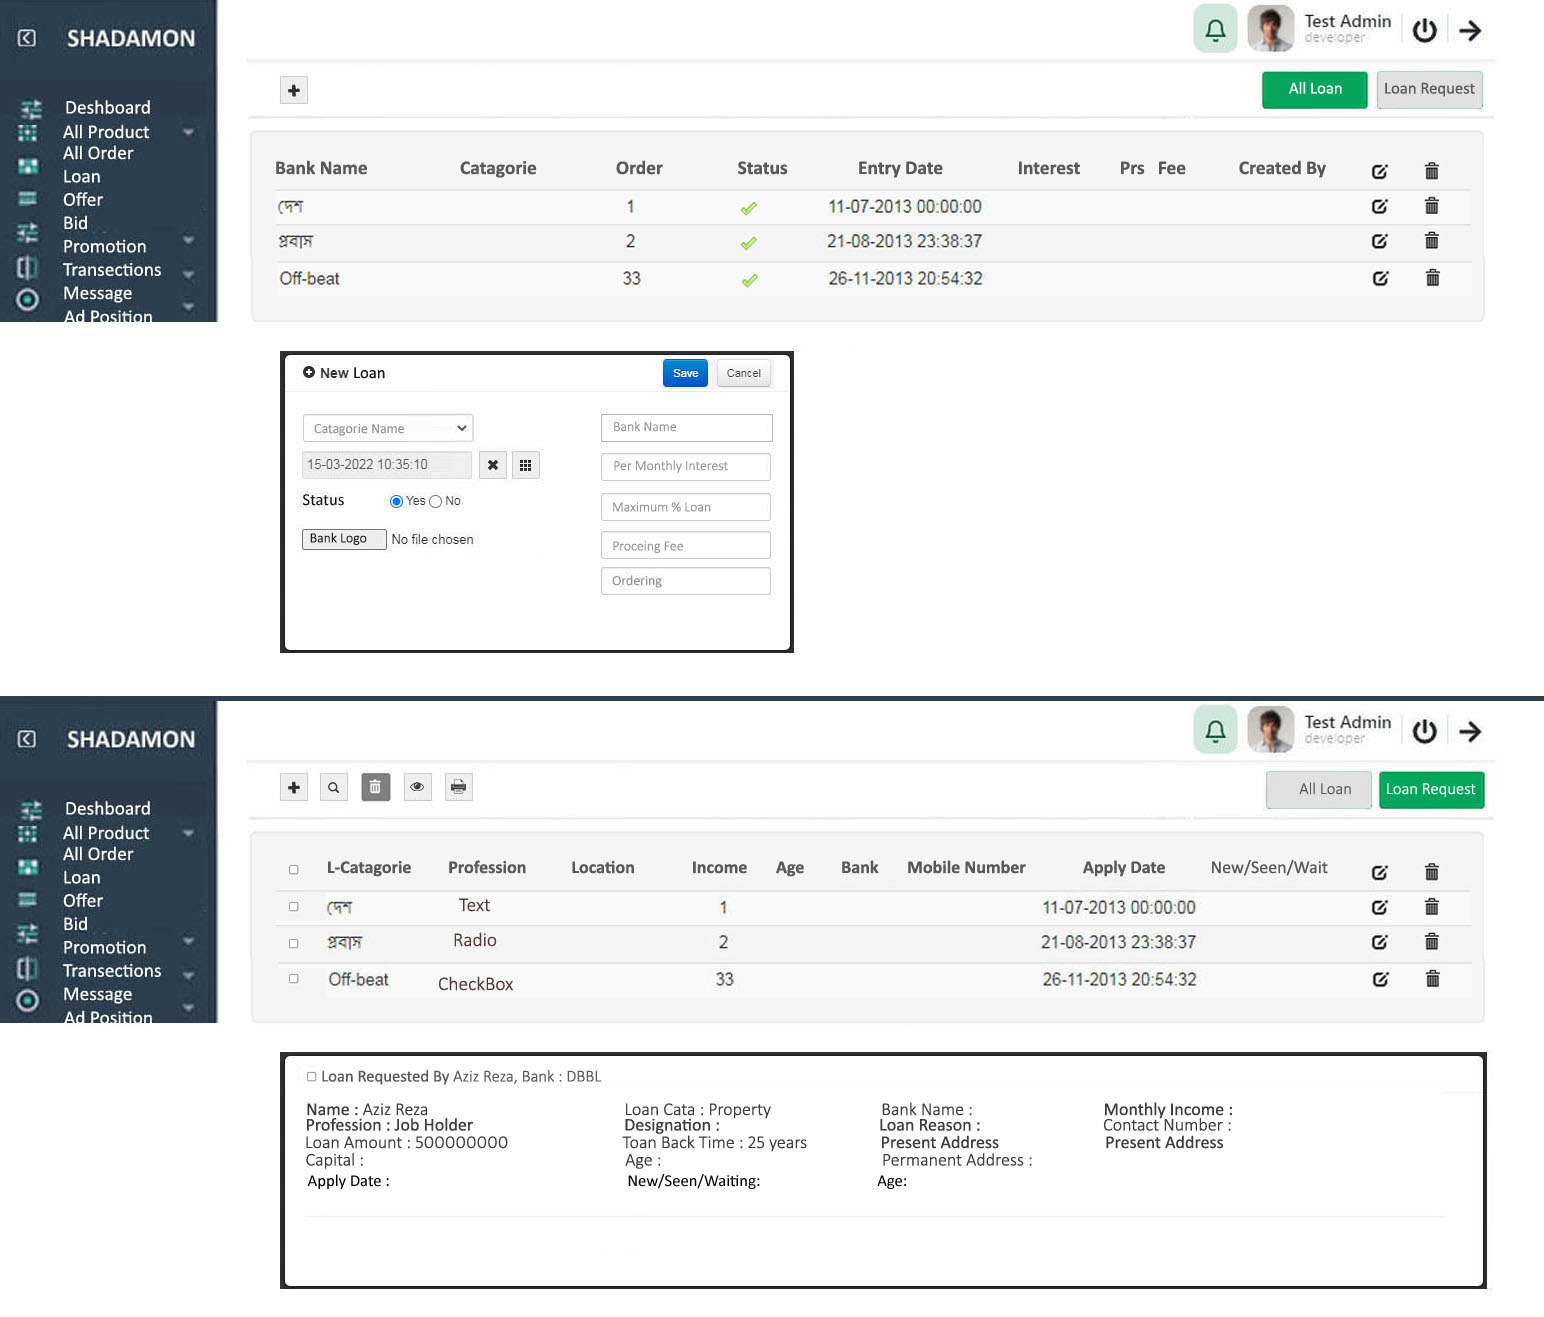 SHADAMON
Test Admin
developer
All Loan
Loan Request
Deshboard
All Product
All Order
Loan
Offer
Bid
Promotion
Transections
Message
Ad Position
Bank Name Catagorie Order Status Entry Date Interest Prs Fee Created By
দেশ 1 11-07-2013 00:00:00
প্রবাস 2 21-08-2013 23:38:37
Off-beat 33 26-11-2013 20:54:32
New Loan Save Cancel
Catagorie Name Bank Name
15-03-2022 10:35:10 Per Monthly Interest
Status Yes No Maximum % Loan
Bank Logo No file chosen Proceing Fee
Ordering
SHADAMON
Test Admin
developer
All Loan
Loan Request
Deshboard
All Product
All Order
Loan
Offer
Bid
Promotion
Transections
Message
Ad Position
L-Catagorie Profession Location Income Age Bank Mobile Number Apply Date New/Seen/Wait
দেশ Text 1 11-07-2013 00:00:00
প্রবাস Radio 2 21-08-2013 23:38:37
Off-beat CheckBox 33 26-11-2013 20:54:32
Loan Requested By Aziz Reza, Bank : DBBL
Name : Aziz Reza Loan Cata : Property Bank Name : Monthly Income :
Profession : Job Holder Designation : Loan Reason : Contact Number :
Loan Amount : 500000000 Toan Back Time : 25 years Present Address Present Address
Capital : Age : Permanent Address :
Apply Date : New/Seen/Waiting: Age: